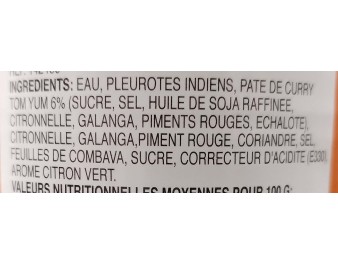 INGREDIENTS: EAU, PLEUROTES INDIENS, PATE DE CURRY
TOM YUM 6% (SUCRE, SEL, HUILE DE SOJA RAFFINEE,
CITRONNELLE, GALANGA, PIMENTS ROUGES, ECHALOTE),
CITRONNELLE, GALANGA,PIMENT ROUGE, CORIANDRE, SEL,
FEUILLES DE COMBAVA, SUCRE, CORRECTEUR D'ACIDITE (E330),
AROME CITRON VERT.
VALEURS NUTRITIONNELLES MOYENNES POUR 100 G: